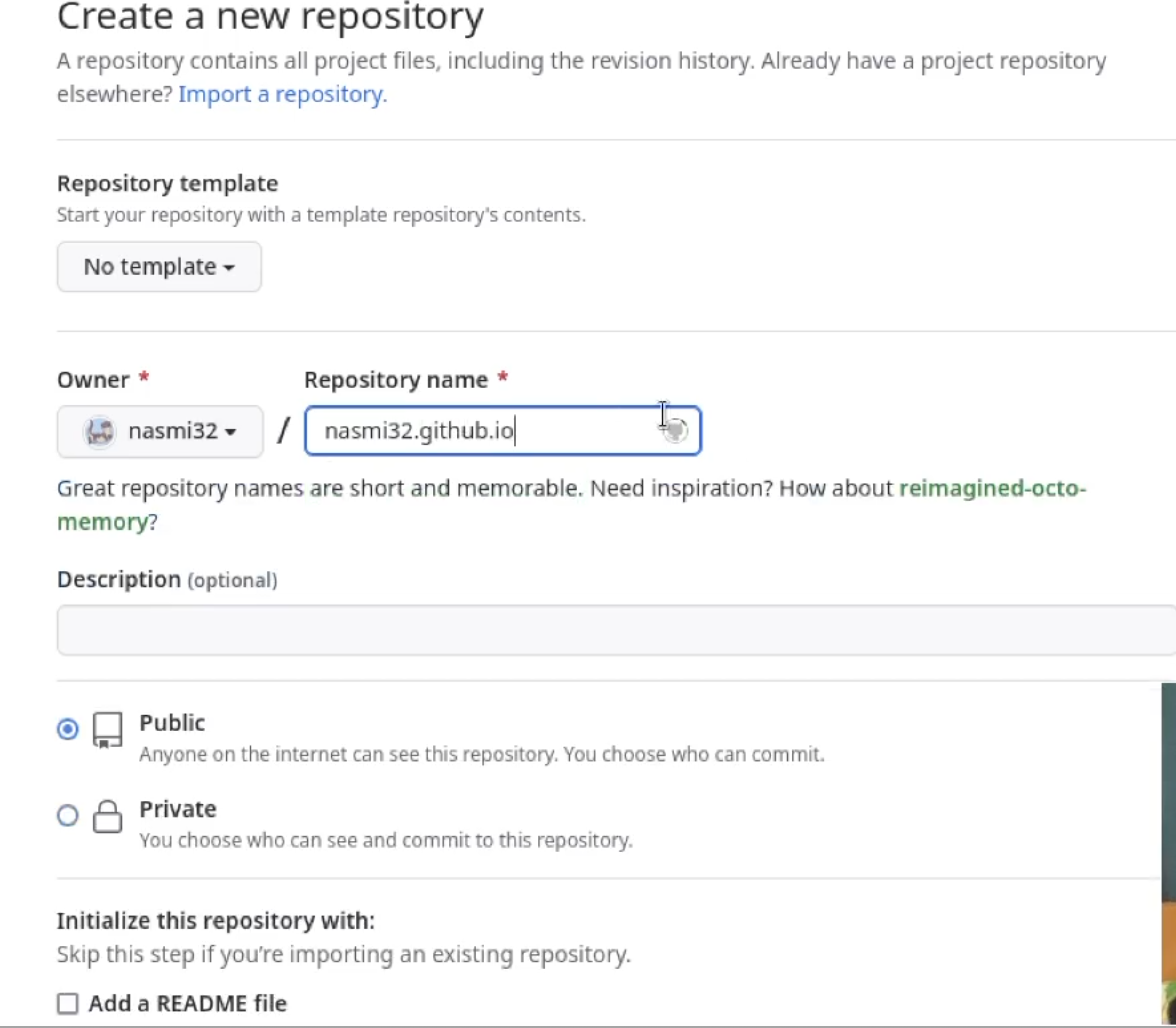 Create a new repository
A repository contains all project files, including the revision history. Already have a project repository
elsewhere? Import a repository.
Repository template
Start your repository with a template repository's contents.
No template
Owner *
Repository name *
nasmi32 / nasmi32.github.io
Great repository names are short and memorable. Need inspiration? How about reimagined-octo-
memory?
Description (optional)
Public
Anyone on the internet can see this repository. You choose who can commit.
Private
You choose who can see and commit to this repository.
Initialize this repository with:
Skip this step if you're importing an existing repository.
Add a README file